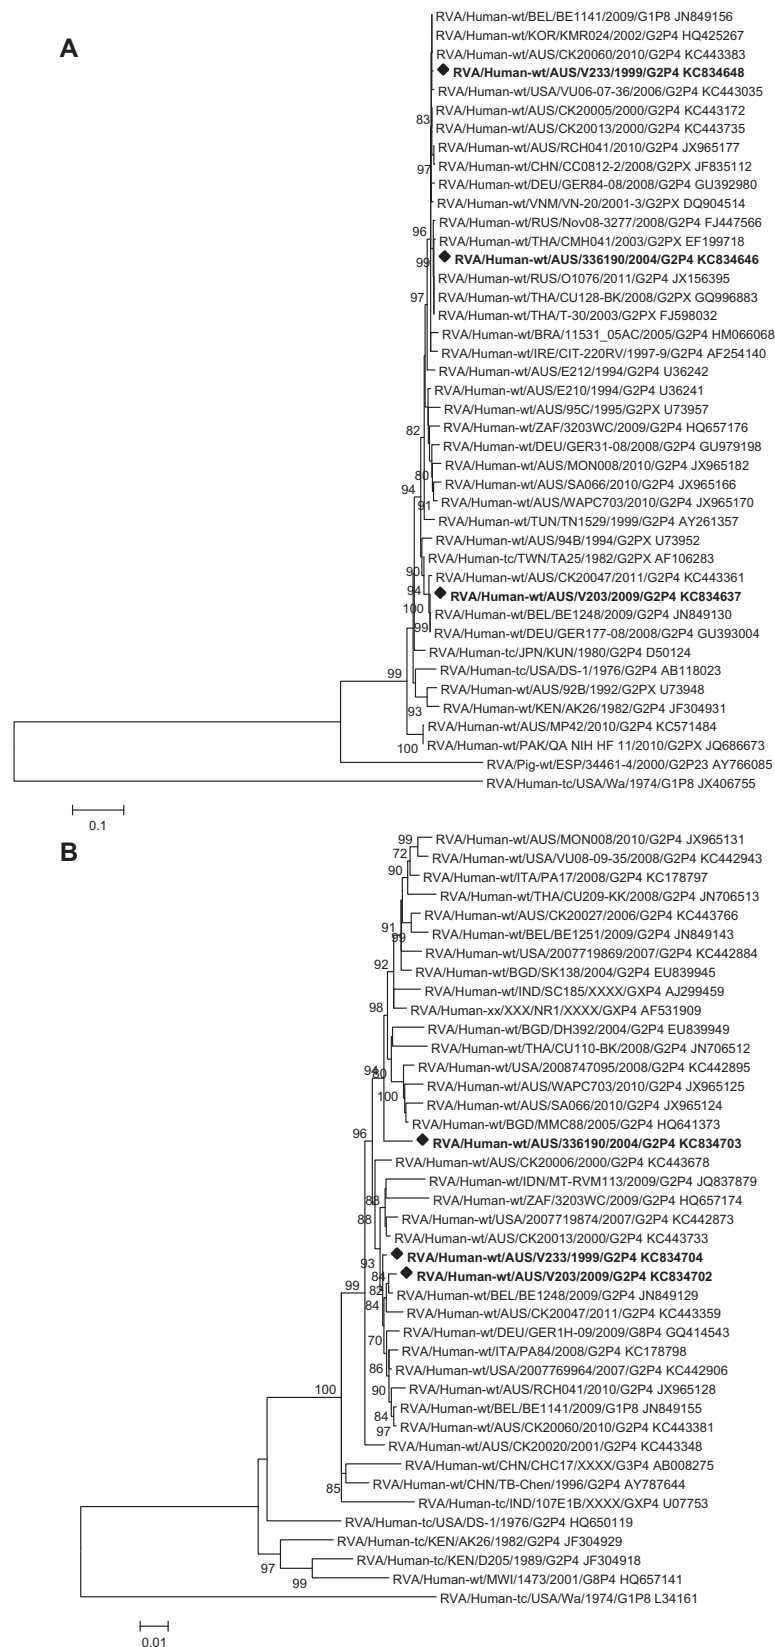 A
RVA/Human-wt/BEL/BE1141/2009/G1P8 JN849156
RVA/Human-wt/KOR/KMR024/2002/G2P4 HQ425267
RVA/Human-wt/AUS/CK20060/2010/G2P4 KC443383
RVA/Human-wt/AUS/V233/1999/G2P4 KC834648
RVA/Human-wt/USA/VU06-07-36/2006/G2P4 KC443035
RVA/Human-wt/AUS/CK20005/2000/G2P4 KC443172
83
RVA/Human-wt/AUS/CK20013/2000/G2P4 KC443735
RVA/Human-wt/AUS/RCH041/2010/G2P4 JX965177
RVA/Human-wt/CHN/CC0812-2/2008/G2PX JF835112
97
RVA/Human-wt/DEU/GER84-08/2008/G2P4 GU392980
RVA/Human-wt/VNM/VN-20/2001-3/G2PX DQ904514
RVA/Human-wt/RUS/Nov08-3277/2008/G2P4 FJ447566
96
RVA/Human-wt/THA/CMH041/2003/G2PX EF199718
RVA/Human-wt/AUS/336190/2004/G2P4 KC834646
99
RVA/Human-wt/RUS/O1076/2011/G2P4 JX156395
97
RVA/Human-wt/THA/CU128-BK/2008/G2PX GQ996883
RVA/Human-wt/THA/T-30/2003/G2PX FJ598032
RVA/Human-wt/BRA/11531_05AC/2005/G2P4 HM066068
RVA/Human-wt/IRE/CIT-220RV/1997-9/G2P4 AF254140
RVA/Human-wt/AUS/E212/1994/G2P4 U36242
RVA/Human-wt/AUS/E210/1994/G2P4 U36241
RVA/Human-wt/AUS/95C/1995/G2PX U73957
82
RVA/Human-wt/ZAF/3203WC/2009/G2P4 HQ657176
RVA/Human-wt/DEU/GER31-08/2008/G2P4 GU979198
RVA/Human-wt/AUS/MON008/2010/G2P4 JX965182
80
RVA/Human-wt/AUS/SA066/2010/G2P4 JX965166
94
RVA/Human-wt/AUS/WAPC703/2010/G2P4 JX965170
91
RVA/Human-wt/TUN/TN1529/1999/G2P4 AY261357
RVA/Human-wt/AUS/94B/1994/G2PX U73952
RVA/Human-tc/TWN/TA25/1982/G2PX AF106283
90
RVA/Human-wt/AUS/CK20047/2011/G2P4 KC443361
94
RVA/Human-wt/AUS/V203/2009/G2P4 KC834637
100
RVA/Human-wt/BEL/BE1248/2009/G2P4 JN849130
99
RVA/Human-wt/DEU/GER177-08/2008/G2P4 GU393004
RVA/Human-tc/JPN/KUN/1980/G2P4 D50124
99
RVA/Human-tc/USA/DS-1/1976/G2P4 AB118023
RVA/Human-wt/AUS/92B/1992/G2PX U73948
RVA/Human-wt/KEN/AK26/1982/G2P4 JF304931
93
RVA/Human-wt/AUS/MP42/2010/G2P4 KC571484
RVA/Human-wt/PAK/QA NIH HF 11/2010/G2PX JQ686673
100
RVA/Pig-wt/ESP/34461-4/2000/G2P23 AY766085
RVA/Human-tc/USA/Wa/1974/G1P8 JX406755
0.1
B
99
RVA/Human-wt/AUS/MON008/2010/G2P4 JX965131
72
RVA/Human-wt/USA/VU08-09-35/2008/G2P4 KC442943
90
RVA/Human-wt/ITA/PA17/2008/G2P4 KC178797
RVA/Human-wt/THA/CU209-KK/2008/G2P4 JN706513
RVA/Human-wt/AUS/CK20027/2006/G2P4 KC443766
91
RVA/Human-wt/BEL/BE1251/2009/G2P4 JN849143
99
RVA/Human-wt/USA/2007719869/2007/G2P4 KC442884
92
RVA/Human-wt/BGD/SK138/2004/G2P4 EU839945
RVA/Human-wt/IND/SC185/XXXX/GXP4 AJ299459
98
RVA/Human-xx/XXX/NR1/XXXX/GXP4 AF531909
RVA/Human-wt/BGD/DH392/2004/G2P4 EU839949
RVA/Human-wt/THA/CU110-BK/2008/G2P4 JN706512
RVA/Human-wt/USA/2008747095/2008/G2P4 KC442895
94
80
RVA/Human-wt/AUS/WAPC703/2010/G2P4 JX965125
100
RVA/Human-wt/AUS/SA066/2010/G2P4 JX965124
RVA/Human-wt/BGD/MMC88/2005/G2P4 HQ641373
96
RVA/Human-wt/AUS/336190/2004/G2P4 KC834703
RVA/Human-wt/AUS/CK20006/2000/G2P4 KC443678
RVA/Human-wt/IDN/MT-RVM113/2009/G2P4 JQ837879
88
RVA/Human-wt/ZAF/3203WC/2009/G2P4 HQ657174
88
RVA/Human-wt/USA/2007719874/2007/G2P4 KC442873
RVA/Human-wt/AUS/CK20013/2000/G2P4 KC443733
RVA/Human-wt/AUS/V233/1999/G2P4 KC834704
93
84
RVA/Human-wt/AUS/V203/2009/G2P4 KC834702
99
82
RVA/Human-wt/BEL/BE1248/2009/G2P4 JN849129
84
RVA/Human-wt/AUS/CK20047/2011/G2P4 KC443359
RVA/Human-wt/DEU/GER1H-09/2009/G8P4 GQ414543
70
RVA/Human-wt/ITA/PA84/2008/G2P4 KC178798
86
RVA/Human-wt/USA/2007769964/2007/G2P4 KC442906
100
90
RVA/Human-wt/AUS/RCH041/2010/G2P4 JX965128
RVA/Human-wt/BEL/BE1141/2009/G1P8 JN849155
84
RVA/Human-wt/AUS/CK20060/2010/G2P4 KC443381
97
RVA/Human-wt/AUS/CK20020/2001/G2P4 KC443348
RVA/Human-wt/CHN/CHC17/XXXX/G3P4 AB008275
RVA/Human-wt/CHN/TB-Chen/1996/G2P4 AY787644
85
RVA/Human-tc/IND/107E1B/XXXX/GXP4 U07753
RVA/Human-tc/USA/DS-1/1976/G2P4 HQ650119
RVA/Human-tc/KEN/AK26/1982/G2P4 JF304929
RVA/Human-tc/KEN/D205/1989/G2P4 JF304918
97
RVA/Human-wt/MWI/1473/2001/G8P4 HQ657141
99
RVA/Human-tc/USA/Wa/1974/G1P8 L34161
0.01